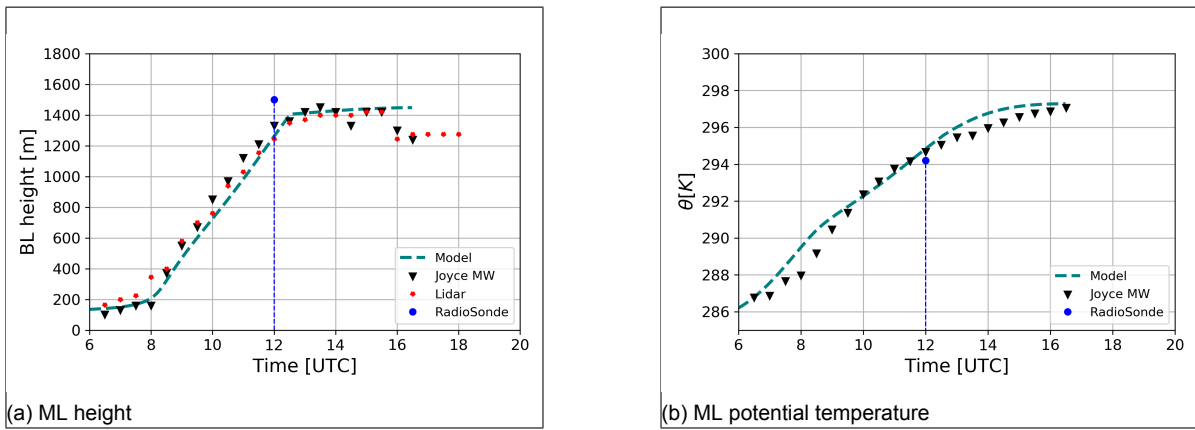 1800
1600
1400
1200
1000
800
600
400
200
0
BL height [m]
6 8 10 12 14 16 18 20
Time [UTC]
Model
Joyce MW
Lidar
RadioSonde
(a) ML height
300
298
296
294
292
290
288
286
θ[K]
6 8 10 12 14 16 18 20
Time [UTC]
Model
Joyce MW
RadioSonde
(b) ML potential temperature